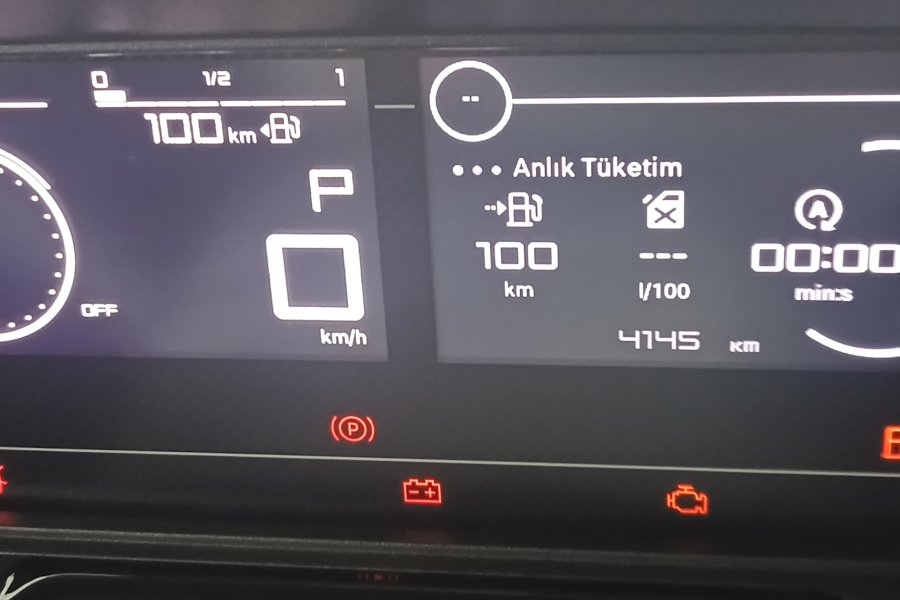 0 1/2 1
100 km
P
0
km/h
OFF
--
Anlık Tüketim
100 --- 00:00
km l/100 min:s
4145 km
A
(P)
- +